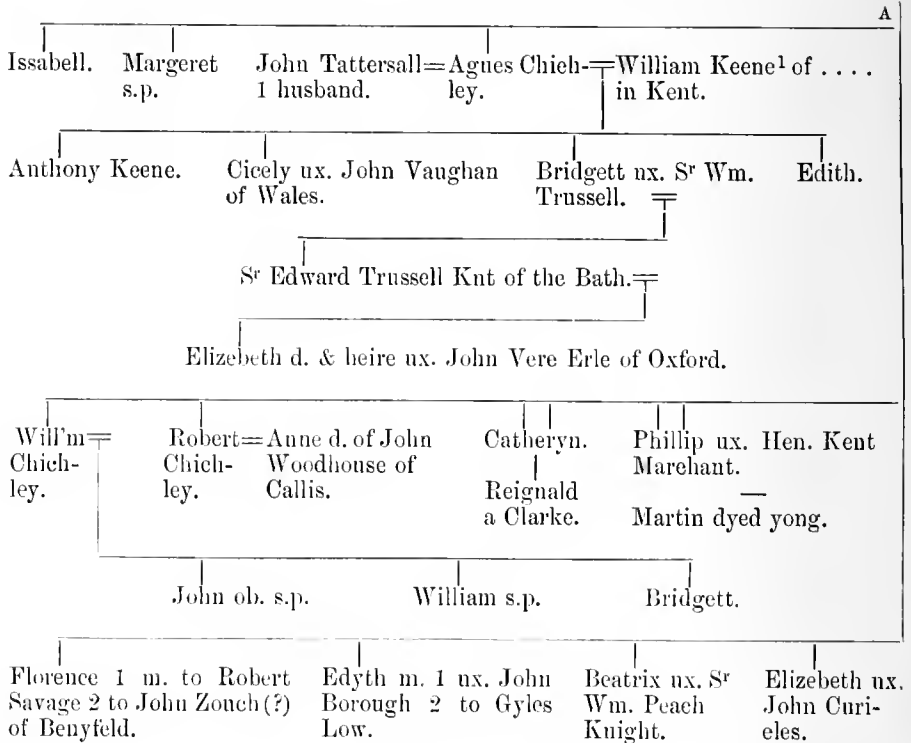 A
Issabell. Margeret John Tattersall=Agnes Chich-=William Keene¹ of ....
s.p. 1 husband. ley. in Kent.
Anthony Keene. Cicely ux. John Vaughan Bridgett ux. Sʳ Wm. Edith.
of Wales. Trussell.
Sʳ Edward Trussell Knt of the Bath.
Elizebeth d. & heire ux. John Vere Erle of Oxford.
Will'm= Robert=Anne d. of John Catheryn. Phillip ux. Hen. Kent
Chich- Chich- Woodhouse of Marchant.
ley. ley. Callis. Reignald
a Clarke. Martin dyed yong.
John ob. s.p. William s.p. Bridgett.
Florence 1 m. to Robert Edyth m. 1 ux. John Beatrix ux. Sʳ Elizebeth ux.
Savage 2 to John Zouch(?) Borough 2 to Gyles Wm. Peach John Curi-
of Benyfeld. Low. Knight. eles.